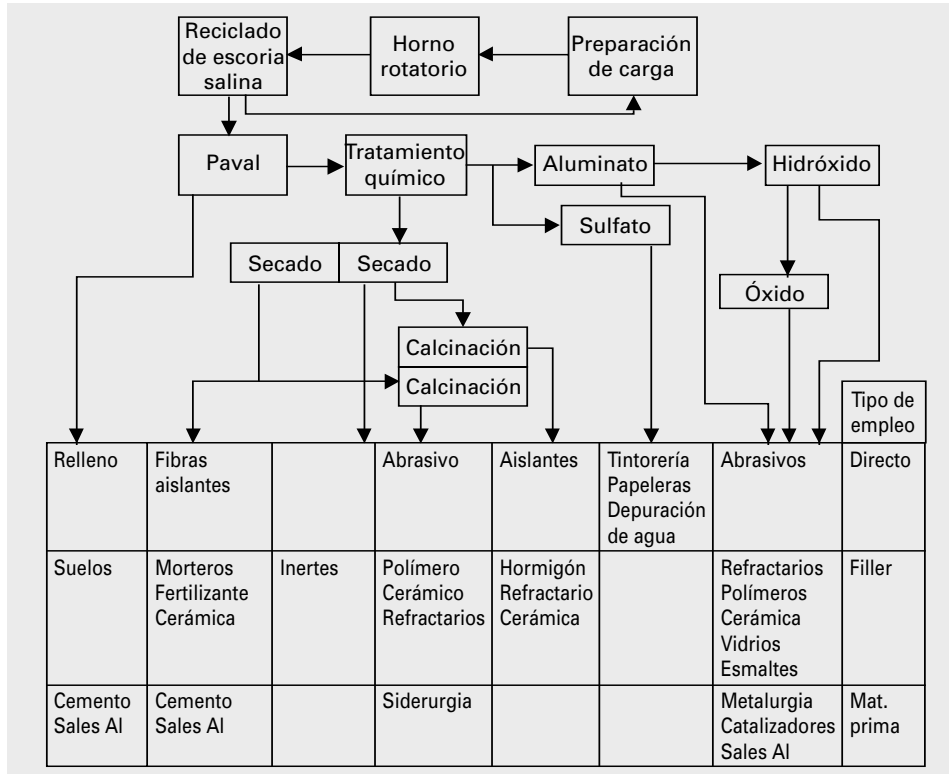 Reciclado
de escoria
salina
Horno
rotatorio
Preparación
de carga
Paval
Tratamiento
químico
Aluminato
Hidróxido
Sulfato
Secado
Secado
Óxido
Calcinación
Calcinación
Tipo de
empleo
Relleno
Fibras
aislantes
Abrasivo
Aislantes
Tintorería
Papeleras
Depuración
de agua
Abrasivos
Directo
Suelos
Morteros
Fertilizante
Cerámica
Inertes
Polímero
Cerámico
Refractarios
Hormigón
Refractario
Cerámica
Refractarios
Polímeros
Cerámica
Vidrios
Esmaltes
Filler
Cemento
Sales Al
Cemento
Sales Al
Siderurgia
Metalurgia
Catalizadores
Sales Al
Mat.
prima